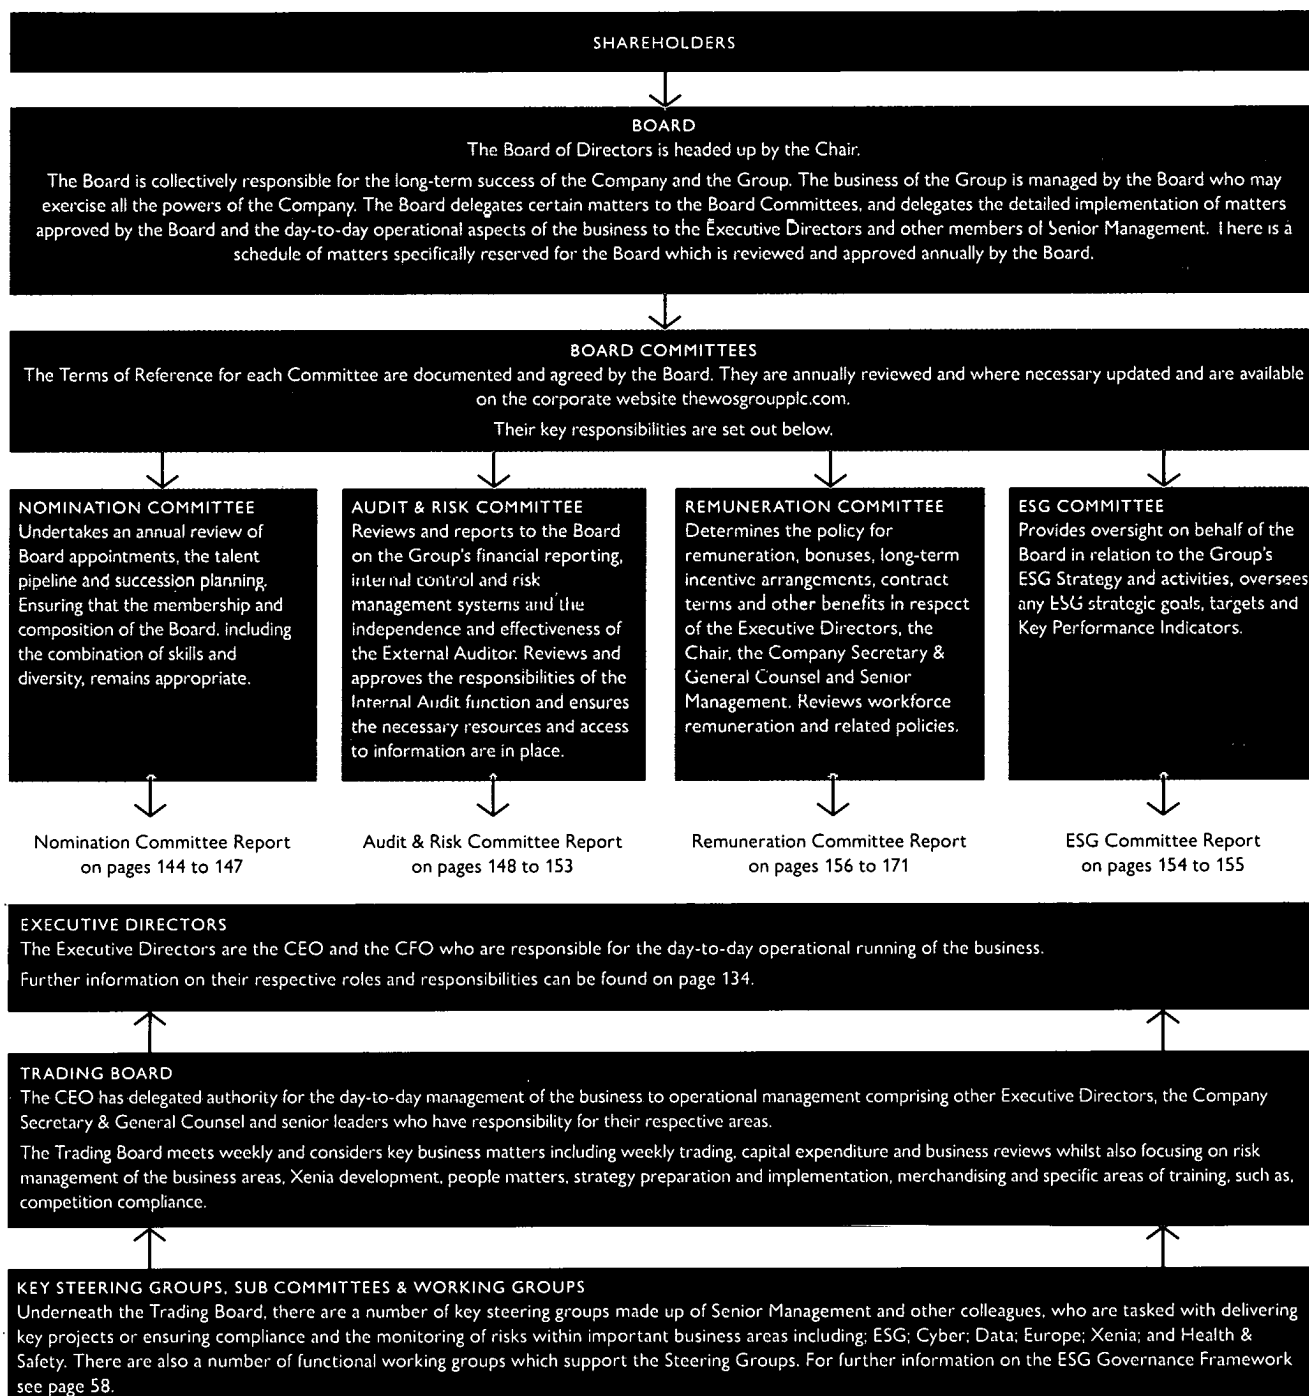 SHAREHOLDERS
BOARD
The Board of Directors is headed up by the Chair.
The Board is collectively responsible for the long-term success of the Company and the Group. The business of the Group is managed by the Board who may
exercise all the powers of the Company. The Board delegates certain matters to the Board Committees, and delegates the detailed implementation of matters
approved by the Board and the day-to-day operational aspects of the business to the Executive Directors and other members of Senior Management. There is a
schedule of matters specifically reserved for the Board which is reviewed and approved annually by the Board.
BOARD COMMITTEES
The Terms of Reference for each Committee are documented and agreed by the Board. They are annually reviewed and where necessary updated and are available
on the corporate website thewosgroupplc.com.
Their key responsibilities are set out below.
NOMINATION COMMITTEE
Undertakes an annual review of
Board appointments, the talent
pipeline and succession planning.
Ensuring that the membership and
composition of the Board, including
the combination of skills and
diversity, remains appropriate.
AUDIT & RISK COMMITTEE
Reviews and reports to the Board
on the Group's financial reporting,
internal control and risk
management systems and the
independence and effectiveness of
the External Auditor. Reviews and
approves the responsibilities of the
Internal Audit function and ensures
the necessary resources and access
to information are in place.
REMUNERATION COMMITTEE
Determines the policy for
remuneration, bonuses, long-term
incentive arrangements, contract
terms and other benefits in respect
of the Executive Directors, the
Chair, the Company Secretary &
General Counsel and Senior
Management. Reviews workforce
remuneration and related policies.
ESG COMMITTEE
Provides oversight on behalf of the
Board in relation to the Group's
ESG Strategy and activities, oversees
any ESG strategic goals, targets and
Key Performance Indicators.
Nomination Committee Report
on pages 144 to 147
Audit & Risk Committee Report
on pages 148 to 153
Remuneration Committee Report
on pages 156 to 171
ESG Committee Report
on pages 154 to 155
EXECUTIVE DIRECTORS
The Executive Directors are the CEO and the CFO who are responsible for the day-to-day operational running of the business.
Further information on their respective roles and responsibilities can be found on page 134.
TRADING BOARD
The CEO has delegated authority for the day-to-day management of the business to operational management comprising other Executive Directors, the Company
Secretary & General Counsel and senior leaders who have responsibility for their respective areas.
The Trading Board meets weekly and considers key business matters including weekly trading, capital expenditure and business reviews whilst also focusing on risk
management of the business areas, Xenia development, people matters, strategy preparation and implementation, merchandising and specific areas of training, such as,
competition compliance.
KEY STEERING GROUPS, SUB COMMITTEES & WORKING GROUPS
Underneath the Trading Board, there are a number of key steering groups made up of Senior Management and other colleagues, who are tasked with delivering
key projects or ensuring compliance and the monitoring of risks within important business areas including; ESG; Cyber; Data; Europe; Xenia; and Health &
Safety. There are also a number of functional working groups which support the Steering Groups. For further information on the ESG Governance Framework
see page 58.